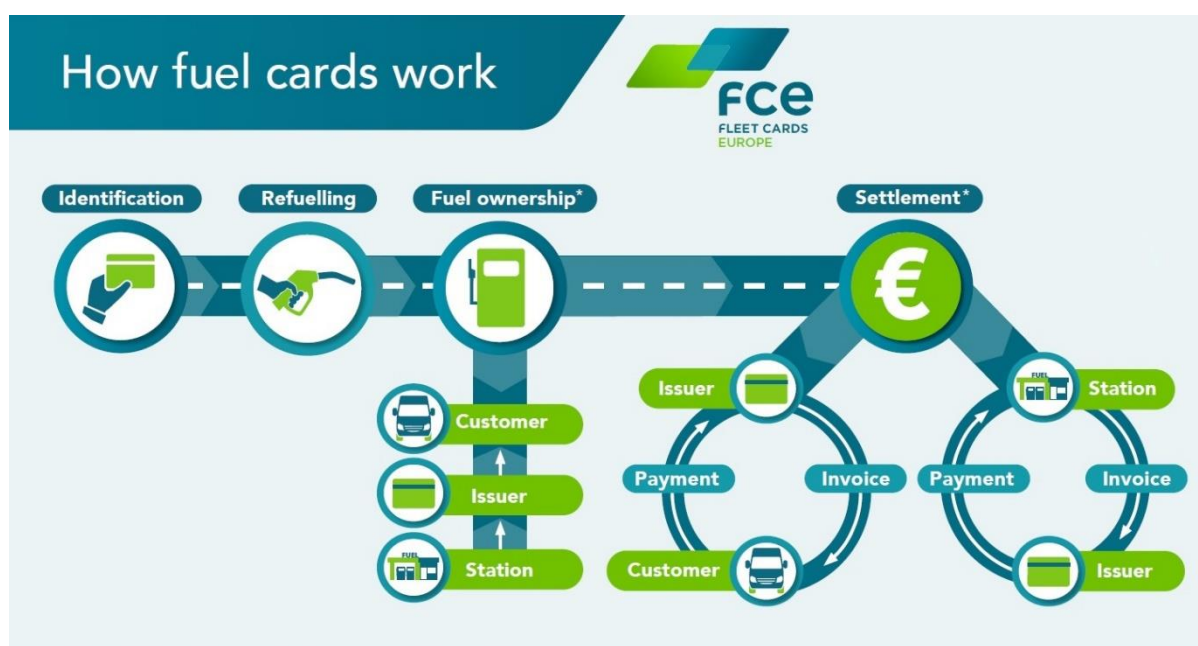 How fuel cards work
FCe
FLEET CARDS
EUROPE
Identification
Refuelling
Fuel ownership*
Settlement*
€
Customer
Issuer
FUEL
Station
Issuer
Payment
Invoice
Customer
FUEL
Station
Payment
Invoice
Issuer